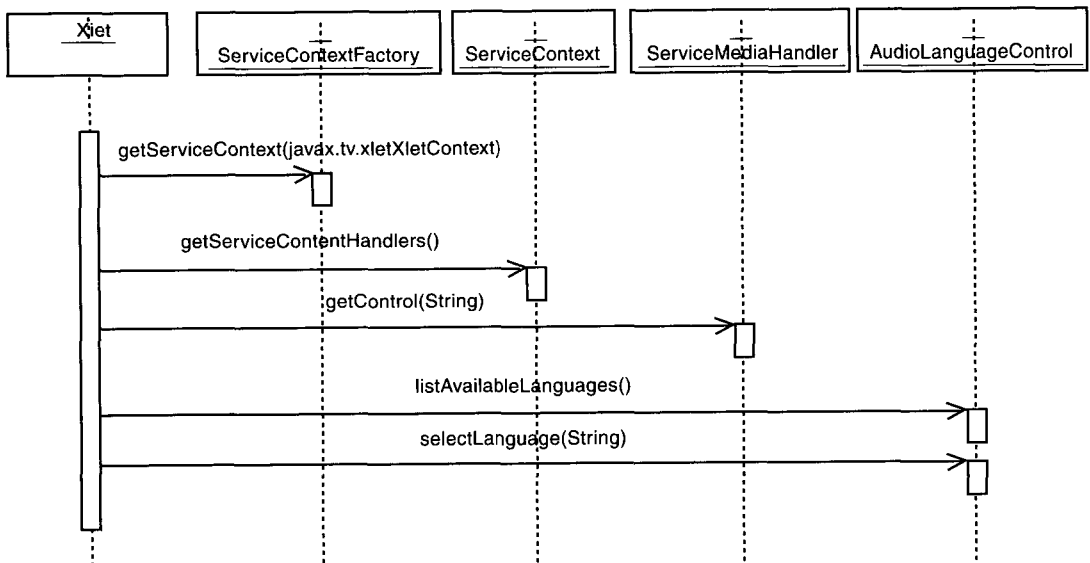 Xlet
ServiceContextFactory
ServiceContext
ServiceMediaHandler
AudioLanguageControl
getServiceContext(javax.tv.xletXletContext)
getServiceContentHandlers()
getControl(String)
listAvailableLanguages()
selectLanguage(String)